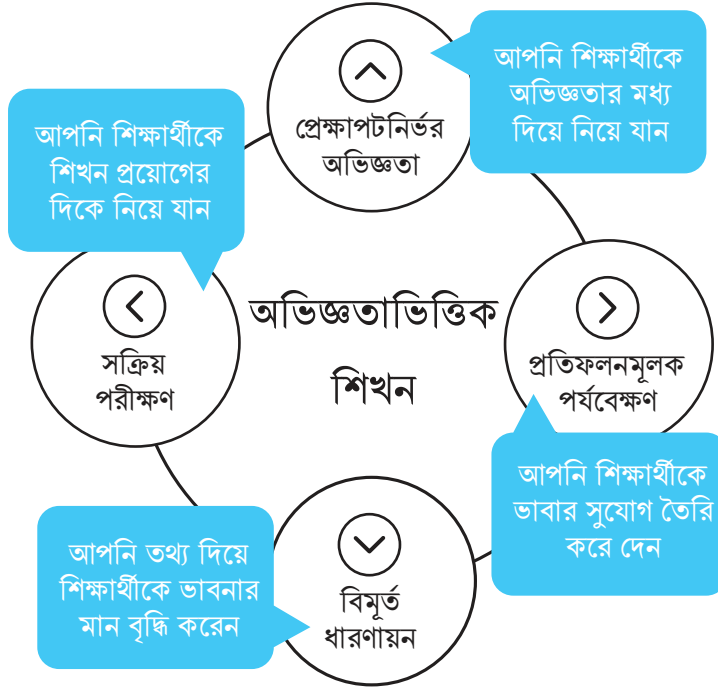 প্রেক্ষাপটনির্ভর
অভিজ্ঞতা
আপনি শিক্ষার্থীকে
অভিজ্ঞতার মধ্য
দিয়ে নিয়ে যান
আপনি শিক্ষার্থীকে
শিখন প্রয়োগের
দিকে নিয়ে যান
অভিজ্ঞতাভিত্তিক
শিখন
সক্রিয়
পরীক্ষণ
প্রতিফলনমূলক
পর্যবেক্ষণ
আপনি শিক্ষার্থীকে
ভাবার সুযোগ তৈরি
করে দেন
আপনি তথ্য দিয়ে
শিক্ষার্থীকে ভাবনার
মান বৃদ্ধি করেন
বিমূর্ত
ধারণায়ন